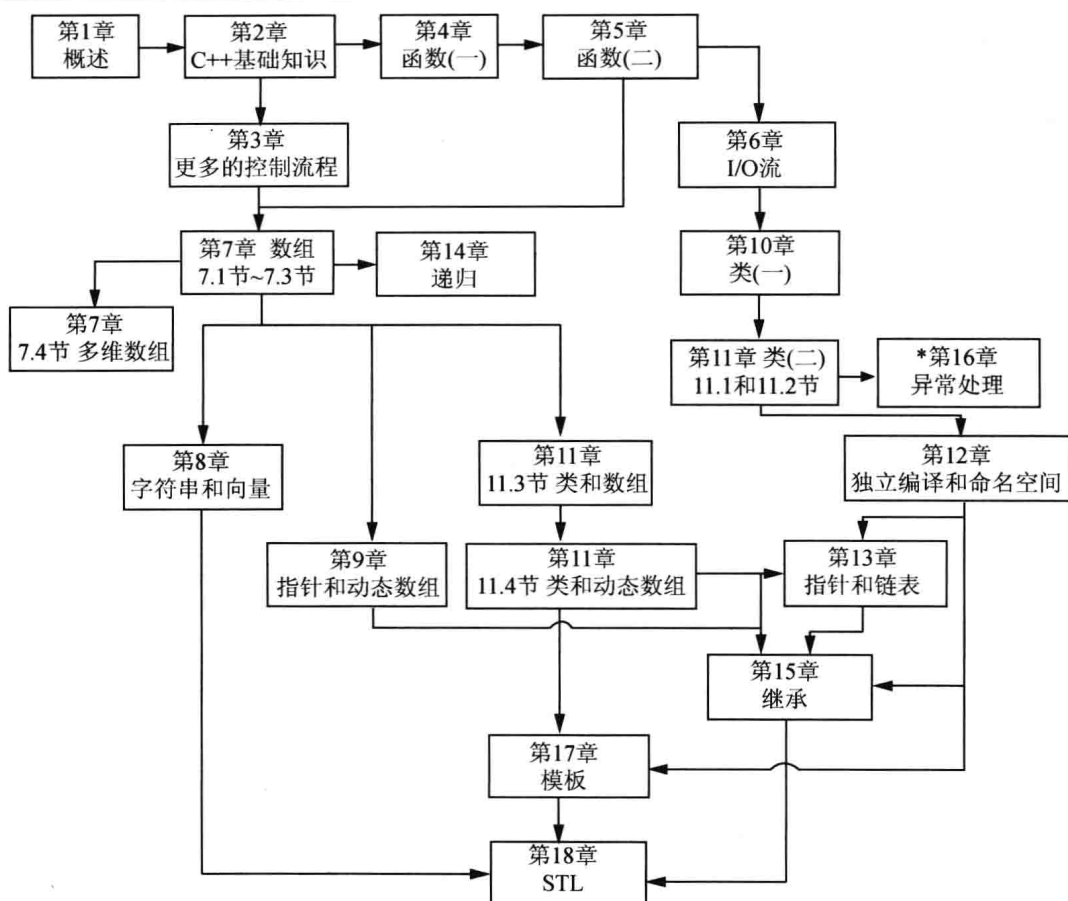 第1章
概述
第2章
C++基础知识
第4章
函数(一)
第5章
函数(二)
第3章
更多的控制流程
第6章
I/O流
第7章 数组
7.1节~7.3节
第14章
递归
第10章
类(一)
第7章
7.4节 多维数组
第11章 类(二)
11.1和11.2节
*第16章
异常处理
第8章
字符串和向量
第11章
11.3节 类和数组
第12章
独立编译和命名空间
第9章
指针和动态数组
第11章
11.4节 类和动态数组
第13章
指针和链表
第15章
继承
第17章
模板
第18章
STL